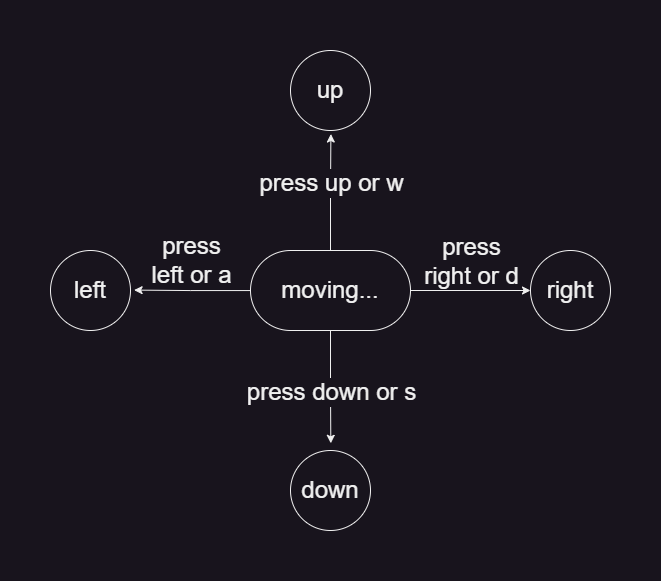 up
press up or w
press
left or a
press
right or d
left
moving...
right
press down or s
down